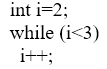 int i=2;
while (i<3)
i++;